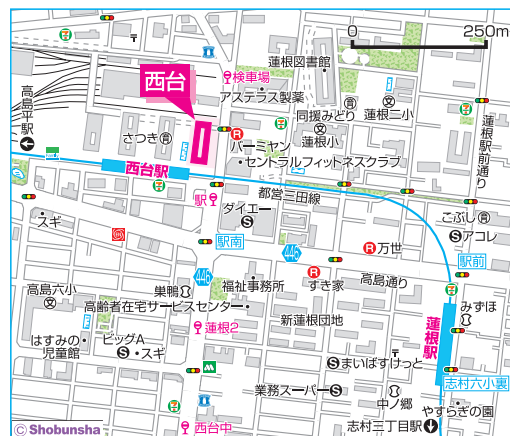 0
250m
蓮根図書館
検車場
西台
アステラス製薬
同援みどり
蓮根二小
高島平駅
さつき
R
バーミヤン
蓮根小
セントラルフィットネスクラブ
蓮根駅前通り
西台駅
都営三田線
駅
スギ
ダイエー
S
こぶし
S アコレ
駅南
446
445
R 万世
高島通り
駅前
高島六小
巣鴨
福祉事務所
R
すき家
高齢者在宅サービスセンター
新蓮根団地
みずほ
蓮根駅
蓮根2
はすみの
児童館
ビッグA
S ・スギ
S まいばすけっと
志村六小裏
業務スーパー S
中ノ郷
やすらぎの園
© Shobunsha
西台中
志村三丁目駅